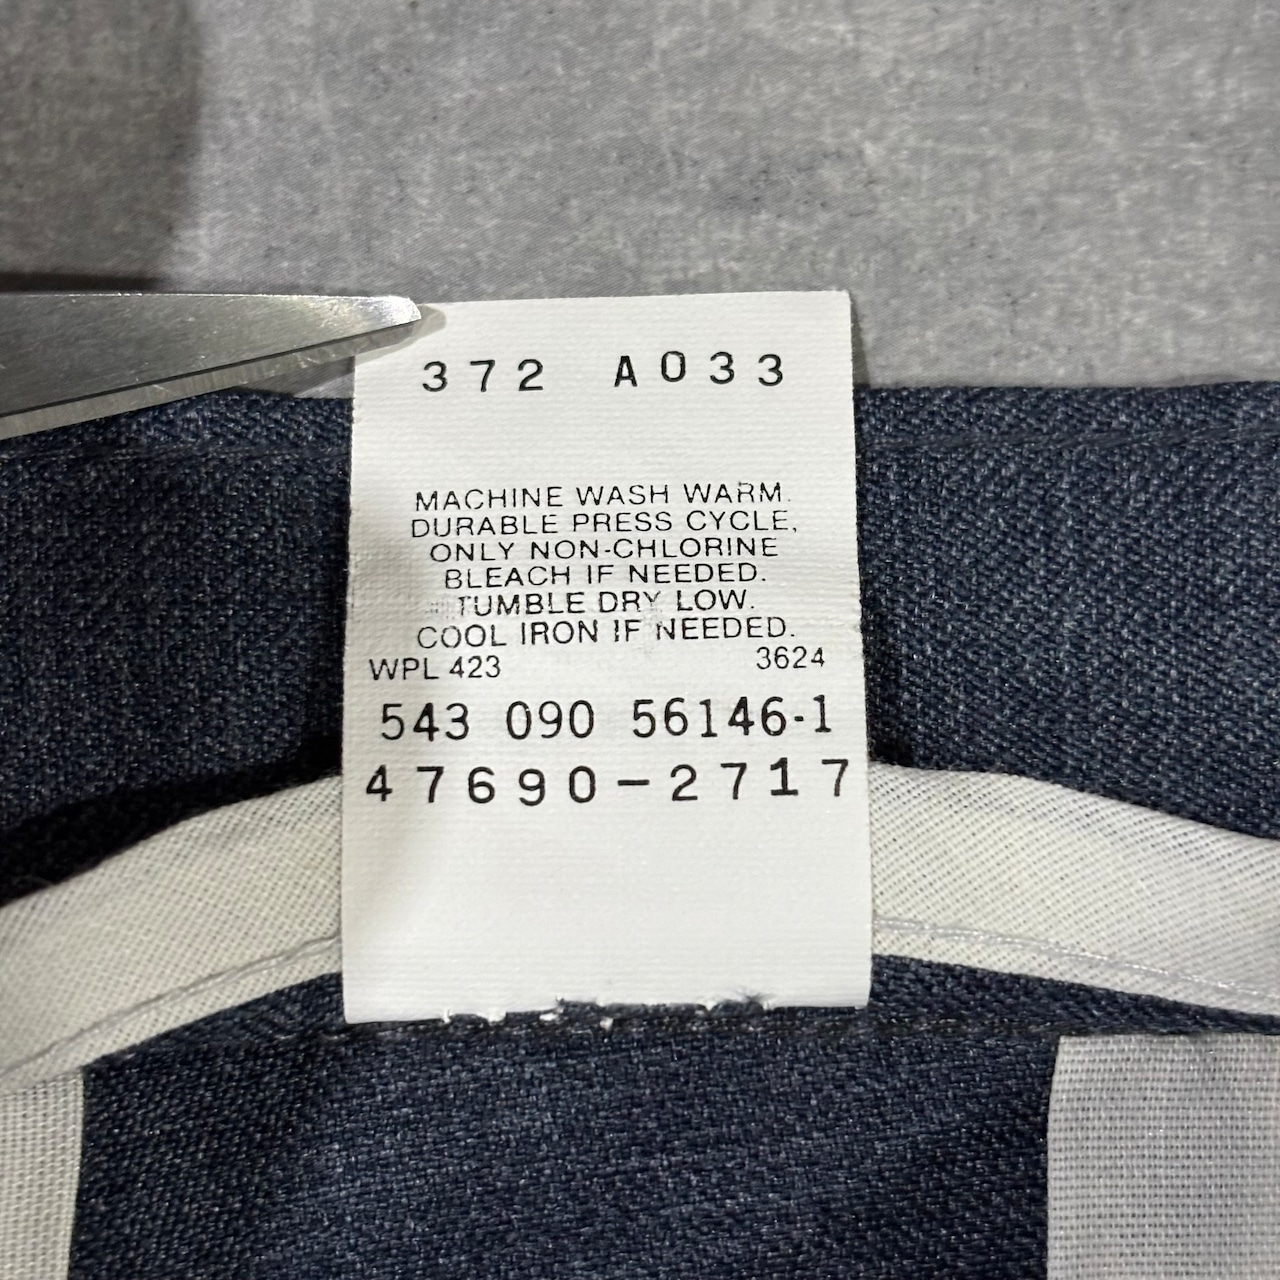 372 A033
MACHINE WASH WARM.
DURABLE PRESS CYCLE,
ONLY NON-CHLORINE
BLEACH IF NEEDED.
TUMBLE DRY LOW.
COOL IRON IF NEEDED.
WPL 423 3624
543 090 56146-1
47690-2717